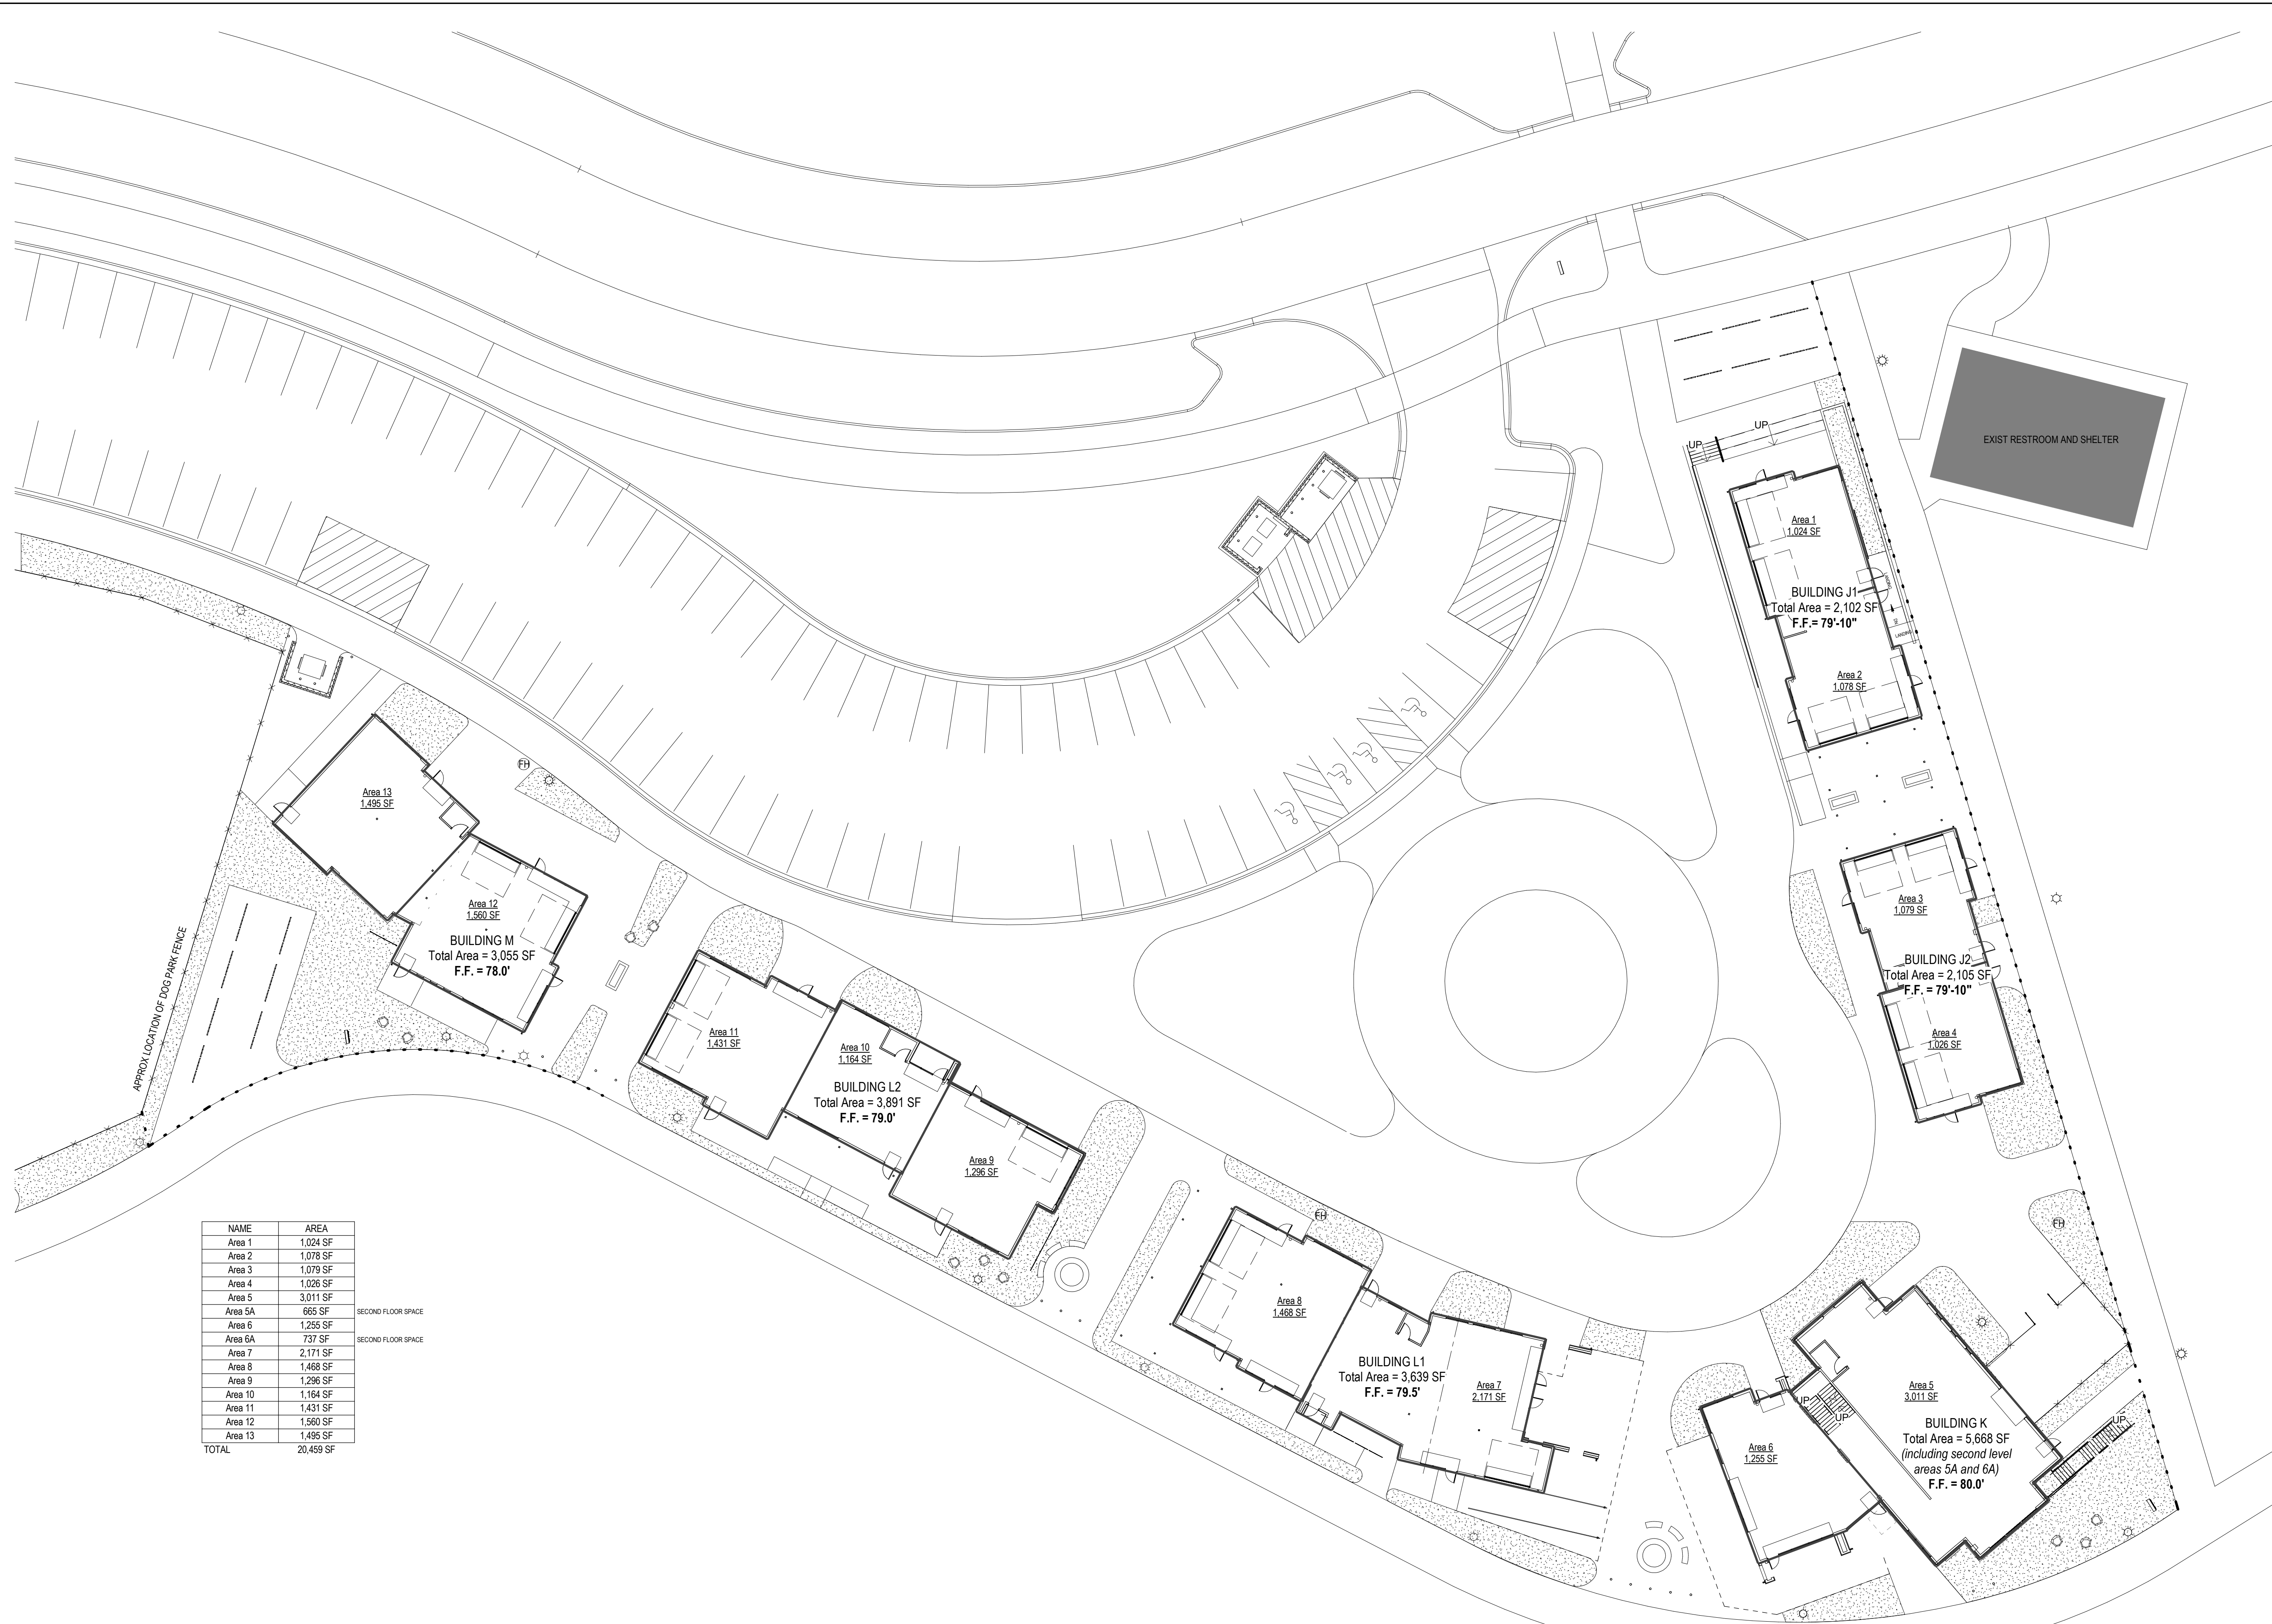 UP
UP
EXIST RESTROOM AND SHELTER
Area 1
1,024 SF
BUILDING J1
Total Area = 2,102 SF
F.F.= 79'-10"
LANDING
LANDING
Area 2
1,078 SF
FH
Area 13
1,495 SF
Area 12
1,560 SF
BUILDING M
Total Area = 3,055 SF
F.F. = 78.0'
APPROX LOCATION OF DOG PARK FENCE
Area 3
1,079 SF
BUILDING J2
Total Area = 2,105 SF
F.F. = 79'-10"
Area 4
1,026 SF
Area 11
1,431 SF
Area 10
1,164 SF
BUILDING L2
Total Area = 3,891 SF
F.F. = 79.0'
Area 9
1,296 SF
FH
FH
Area 8
1,468 SF
BUILDING L1
Total Area = 3,639 SF
F.F. = 79.5'
Area 7
2,171 SF
Area 5
3,011 SF
UP
UP
UP
BUILDING K
Total Area = 5,668 SF
(including second level
areas 5A and 6A)
F.F. = 80.0'
Area 6
1,255 SF
NAME AREA
Area 1 1,024 SF
Area 2 1,078 SF
Area 3 1,079 SF
Area 4 1,026 SF
Area 5 3,011 SF
Area 5A 665 SF SECOND FLOOR SPACE
Area 6 1,255 SF
Area 6A 737 SF SECOND FLOOR SPACE
Area 7 2,171 SF
Area 8 1,468 SF
Area 9 1,296 SF
Area 10 1,164 SF
Area 11 1,431 SF
Area 12 1,560 SF
Area 13 1,495 SF
TOTAL 20,459 SF